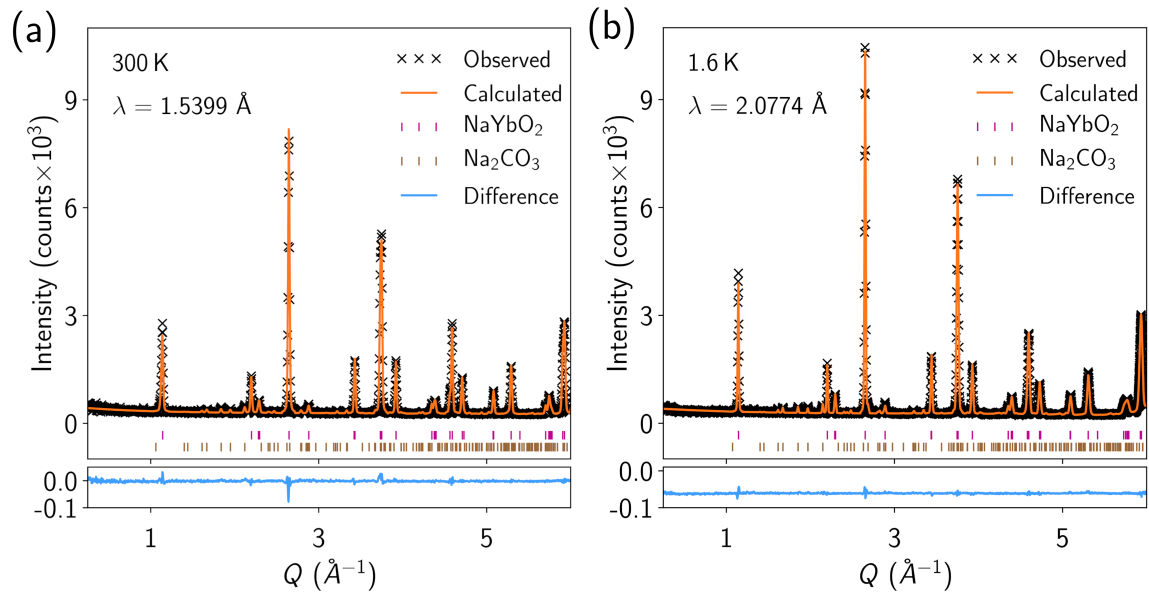 (a)
300 K
λ = 1.5399 Å
Observed
Calculated
NaYbO₂
Na₂CO₃
Difference
Intensity (counts×10³)
9
6
3
0
0.0
-0.1
1 3 5
Q (Å⁻¹)
(b)
1.6 K
λ = 2.0774 Å
Observed
Calculated
NaYbO₂
Na₂CO₃
Difference
Intensity (counts×10³)
9
6
3
0
0.0
-0.1
1 3 5
Q (Å⁻¹)